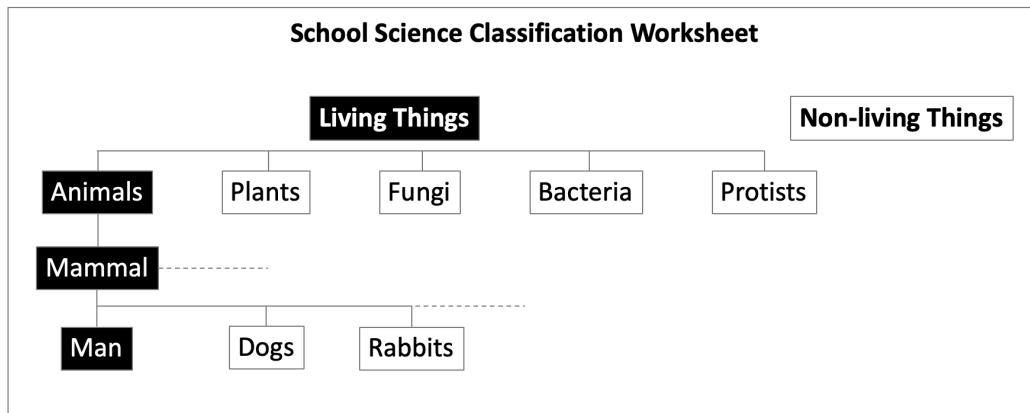 School Science Classification Worksheet
Living Things
Non-living Things
Animals
Plants
Fungi
Bacteria
Protists
Mammal
Man
Dogs
Rabbits